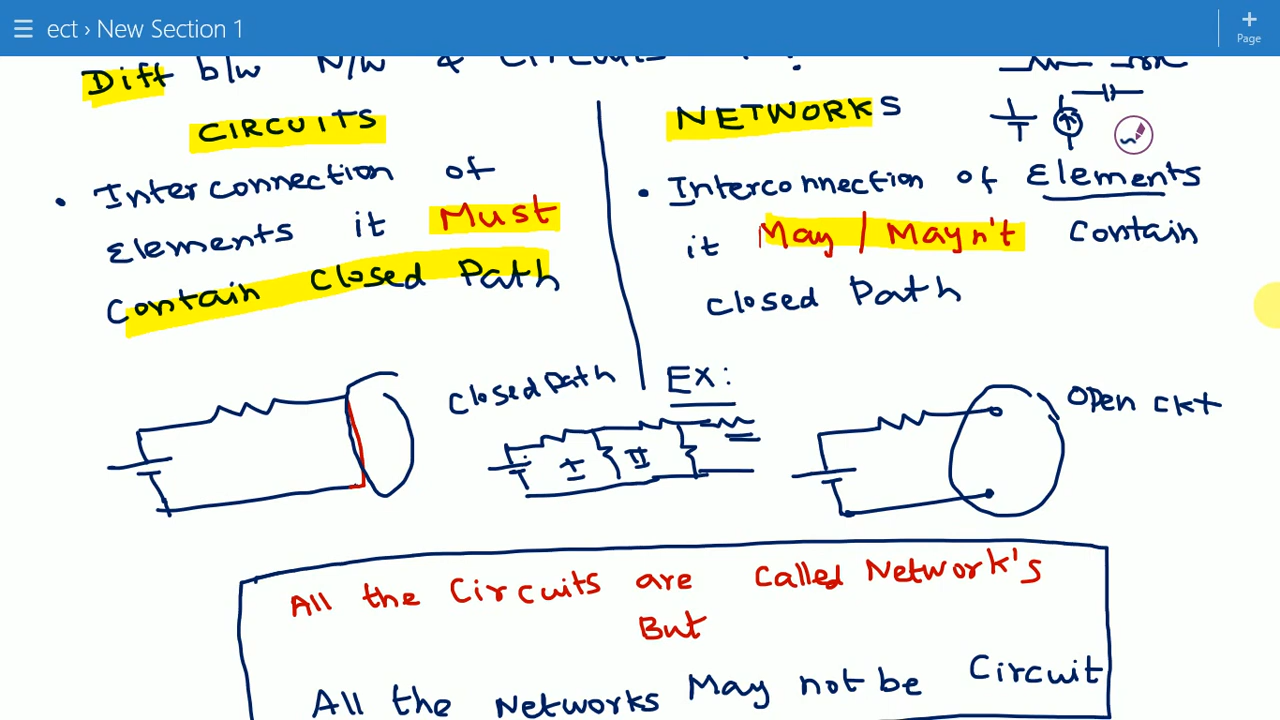 ect › New Section 1
Page
Diff b/w N/w & Circuits
CIRCUITS
• Interconnection of
elements it Must
Contain Closed Path
NETWORKS
• Interconnection of Elements
it May / Mayn't Contain
closed Path
Closed Path
EX:
I II
Open ckt
All the Circuits are Called Network's
But
All the Networks May not be Circuit